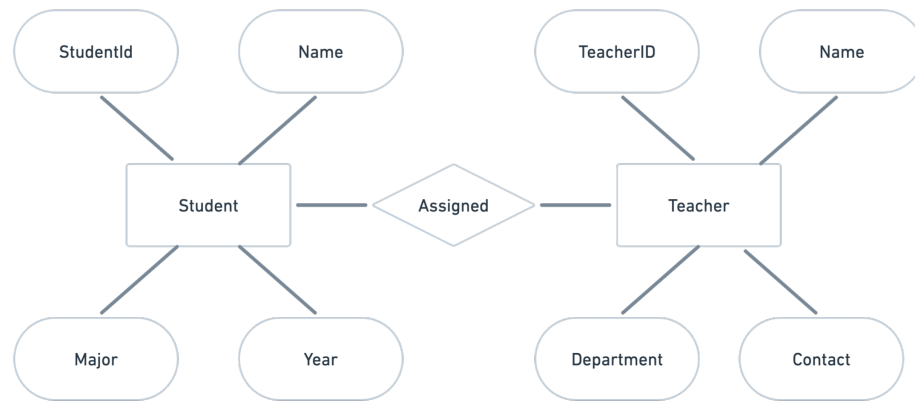 StudentId
Name
TeacherID
Name
Student
Assigned
Teacher
Major
Year
Department
Contact